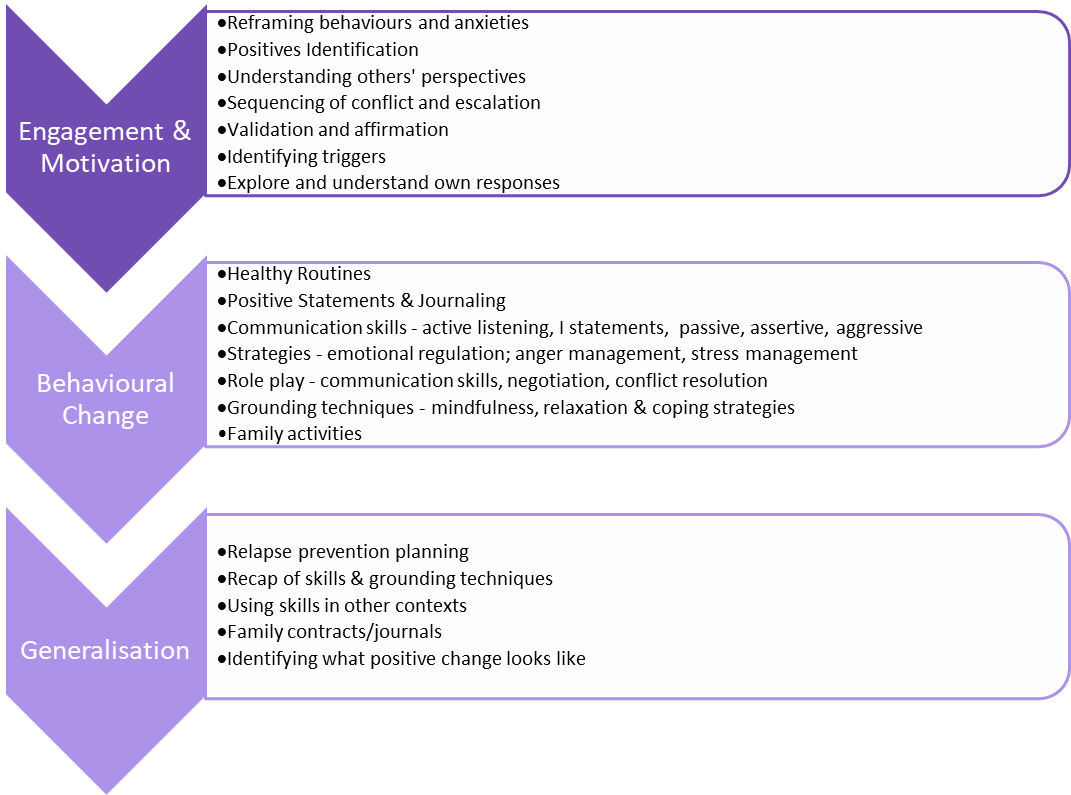 Engagement &
Motivation
•Reframing behaviours and anxieties
•Positives Identification
•Understanding others' perspectives
•Sequencing of conflict and escalation
•Validation and affirmation
•Identifying triggers
•Explore and understand own responses
Behavioural
Change
•Healthy Routines
•Positive Statements & Journaling
•Communication skills - active listening, I statements,  passive, assertive, aggressive
•Strategies - emotional regulation; anger management, stress management
•Role play - communication skills, negotiation, conflict resolution
•Grounding techniques - mindfulness, relaxation & coping strategies
•Family activities
Generalisation
•Relapse prevention planning
•Recap of skills & grounding techniques
•Using skills in other contexts
•Family contracts/journals
•Identifying what positive change looks like